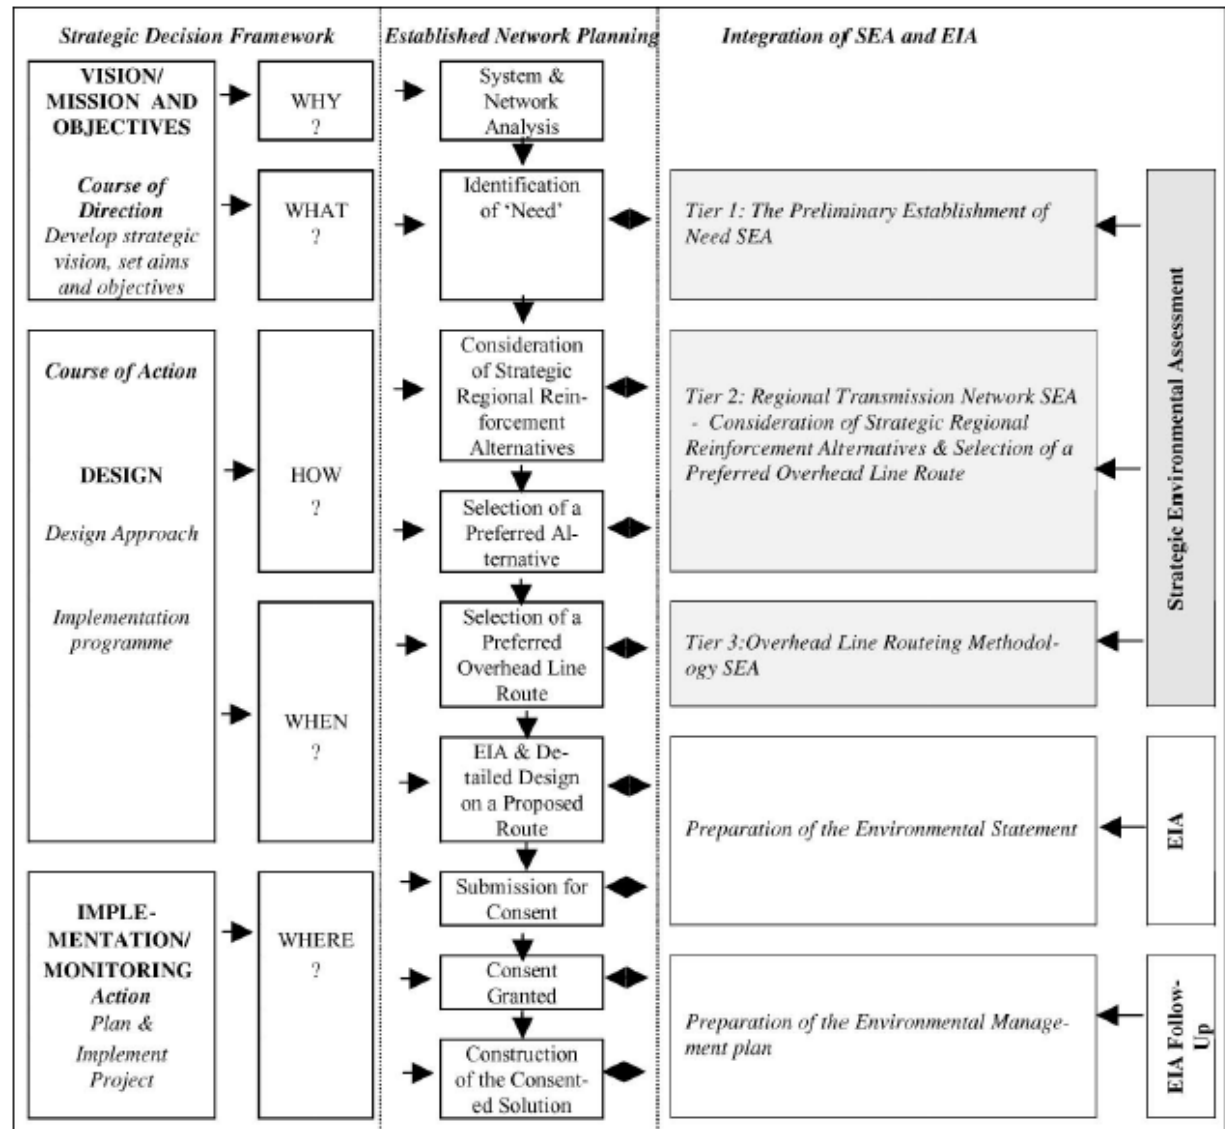 Strategic Decision Framework
Established Network Planning
Integration of SEA and EIA
VISION/
MISSION AND
OBJECTIVES
Course of
Direction
Develop strategic
vision, set aims
and objectives
WHY
?
WHAT
?
System &
Network
Analysis
Identification
of ‘Need’
Tier 1: The Preliminary Establishment of
Need SEA
Course of Action
DESIGN
Design Approach
Implementation
programme
HOW
?
WHEN
?
Consideration
of Strategic
Regional Rein-
forcement
Alternatives
Selection of a
Preferred Al-
ternative
Selection of a
Preferred
Overhead Line
Route
EIA & De-
tailed Design
on a Proposed
Route
Tier 2: Regional Transmission Network SEA
- Consideration of Strategic Regional
Reinforcement Alternatives & Selection of a
Preferred Overhead Line Route
Tier 3:Overhead Line Routeing Methodol-
ogy SEA
Strategic Environmental Assessment
Preparation of the Environmental Statement
EIA
IMPLE-
MENTATION/
MONITORING
Action
Plan &
Implement
Project
WHERE
?
Submission for
Consent
Consent
Granted
Construction
of the Consent-
ed Solution
Preparation of the Environmental Manage-
ment plan
EIA Follow-
Up